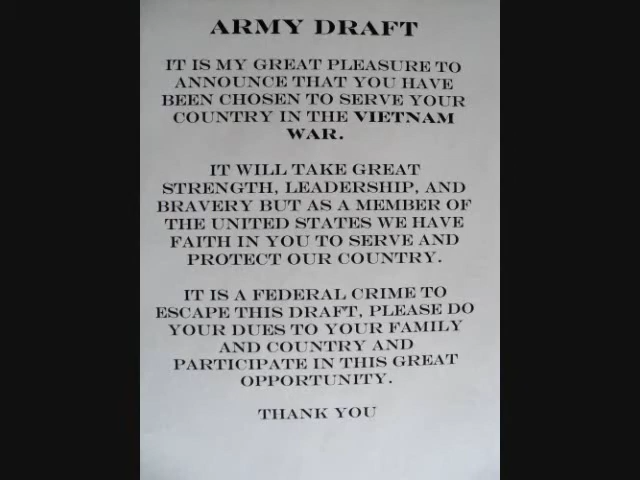 ARMY DRAFT
IT IS MY GREAT PLEASURE TO
ANNOUNCE THAT YOU HAVE
BEEN CHOSEN TO SERVE YOUR
COUNTRY IN THE VIETNAM
WAR.
IT WILL TAKE GREAT
STRENGTH, LEADERSHIP, AND
BRAVERY BUT AS A MEMBER OF
THE UNITED STATES WE HAVE
FAITH IN YOU TO SERVE AND
PROTECT OUR COUNTRY.
IT IS A FEDERAL CRIME TO
ESCAPE THIS DRAFT, PLEASE DO
YOUR DUES TO YOUR FAMILY
AND COUNTRY AND
PARTICIPATE IN THIS GREAT
OPPORTUNITY.
THANK YOU